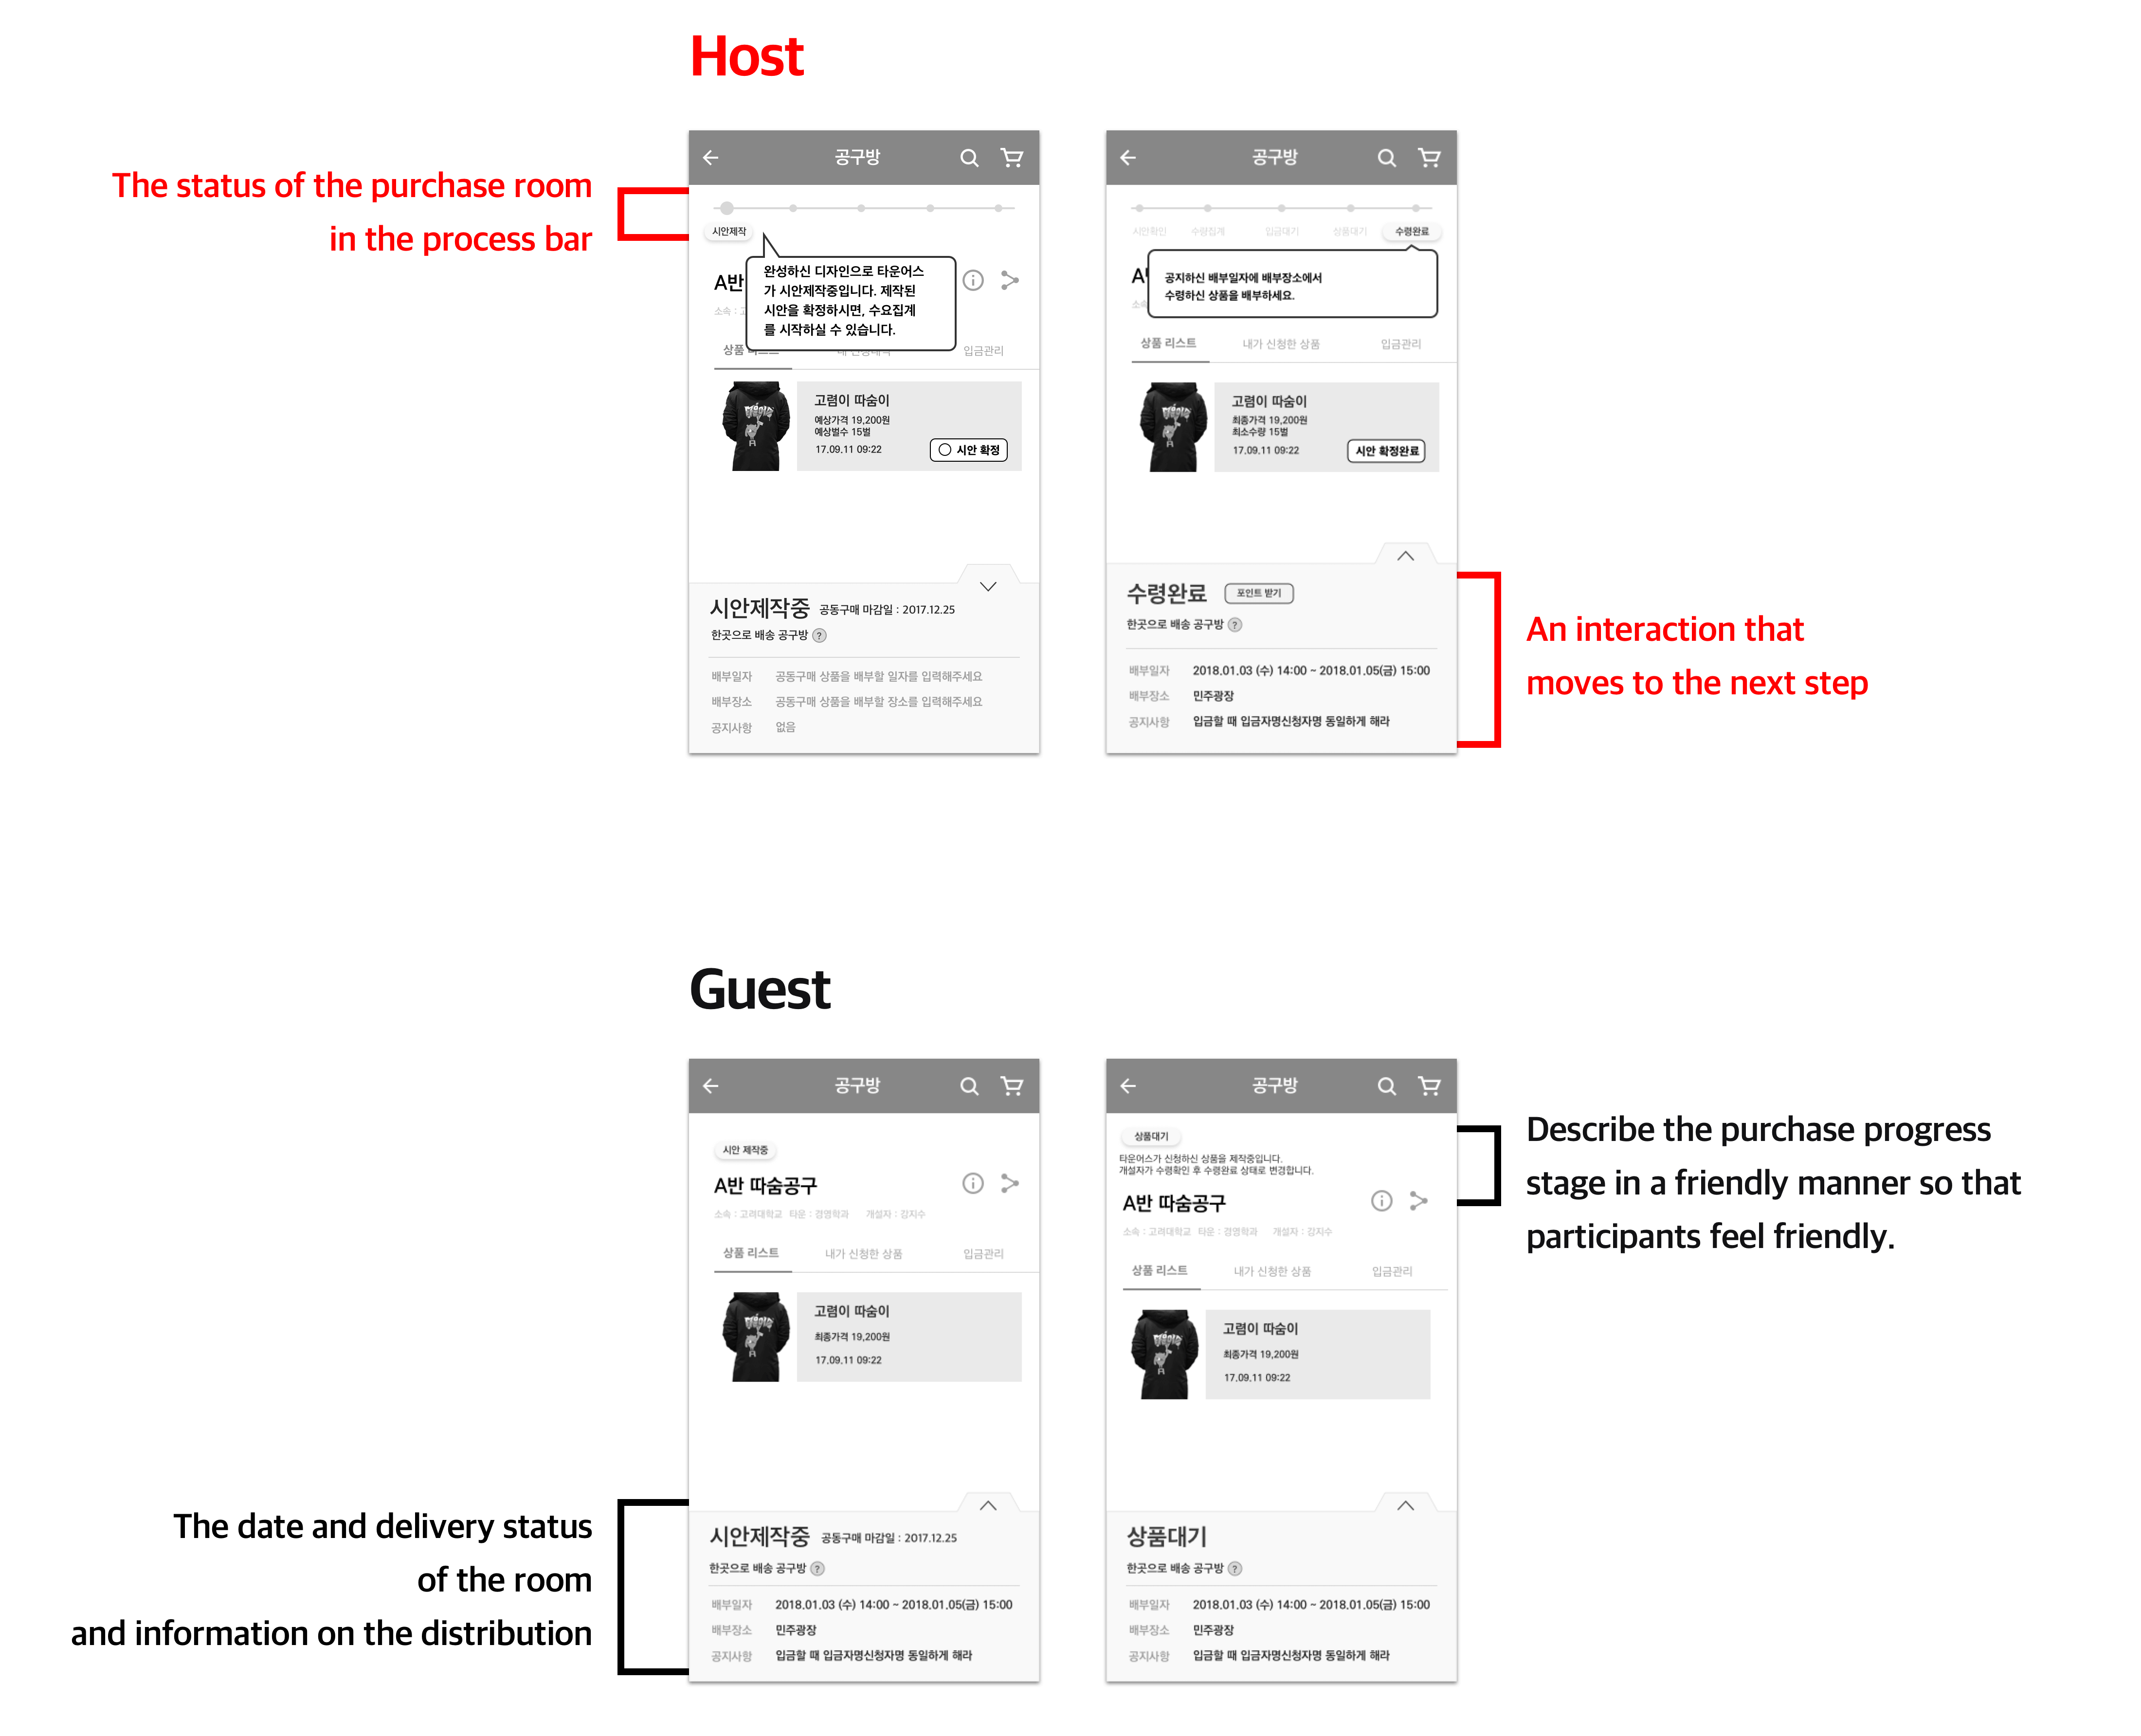 Host
The status of the purchase room
in the process bar
공구방
시안제작
완성하신 디자인으로 타운어스
가 시안제작중입니다. 제작된
시안을 확정하시면, 수요집계
를 시작하실 수 있습니다.
A반
소속 : 고
상품 리스트
내 신청내역
입금관리
고렴이 따숨이
예상가격 19,200원
예상벌수 15벌
17.09.11 09:22
시안 확정
시안제작중 공동구매 마감일 : 2017.12.25
한곳으로 배송 공구방 ?
배부일자 공동구매 상품을 배부할 일자를 입력해주세요
배부장소 공동구매 상품을 배부할 장소를 입력해주세요
공지사항 없음
공구방
시안확인 수량집계 입금대기 상품대기 수령완료
공지하신 배부일자에 배부장소에서
수령하신 상품을 배부하세요.
소속
상품 리스트 내가 신청한 상품 입금관리
고렴이 따숨이
최종가격 19,200원
최소수량 15벌
17.09.11 09:22
시안 확정완료
수령완료 포인트 받기
한곳으로 배송 공구방 ?
배부일자 2018.01.03 (수) 14:00 ~ 2018.01.05(금) 15:00
배부장소 민주광장
공지사항 입금할 때 입금자명신청자명 동일하게 해라
An interaction that
moves to the next step
Guest
공구방
시안 제작중
A반 따숨공구
소속 : 고려대학교 타운 : 경영학과 개설자 : 강지수
상품 리스트 내가 신청한 상품 입금관리
고렴이 따숨이
최종가격 19,200원
17.09.11 09:22
The date and delivery status
of the room
and information on the distribution
시안제작중 공동구매 마감일 : 2017.12.25
한곳으로 배송 공구방 ?
배부일자 2018.01.03 (수) 14:00 ~ 2018.01.05(금) 15:00
배부장소 민주광장
공지사항 입금할 때 입금자명신청자명 동일하게 해라
공구방
상품대기
타운어스가 신청하신 상품을 제작중입니다.
개설자가 수령확인 후 수령완료 상태로 변경합니다.
A반 따숨공구
소속 : 고려대학교 타운 : 경영학과 개설자 : 강지수
상품 리스트 내가 신청한 상품 입금관리
고렴이 따숨이
최종가격 19,200원
17.09.11 09:22
상품대기
한곳으로 배송 공구방 ?
배부일자 2018.01.03 (수) 14:00 ~ 2018.01.05(금) 15:00
배부장소 민주광장
공지사항 입금할 때 입금자명신청자명 동일하게 해라
Describe the purchase progress
stage in a friendly manner so that
participants feel friendly.